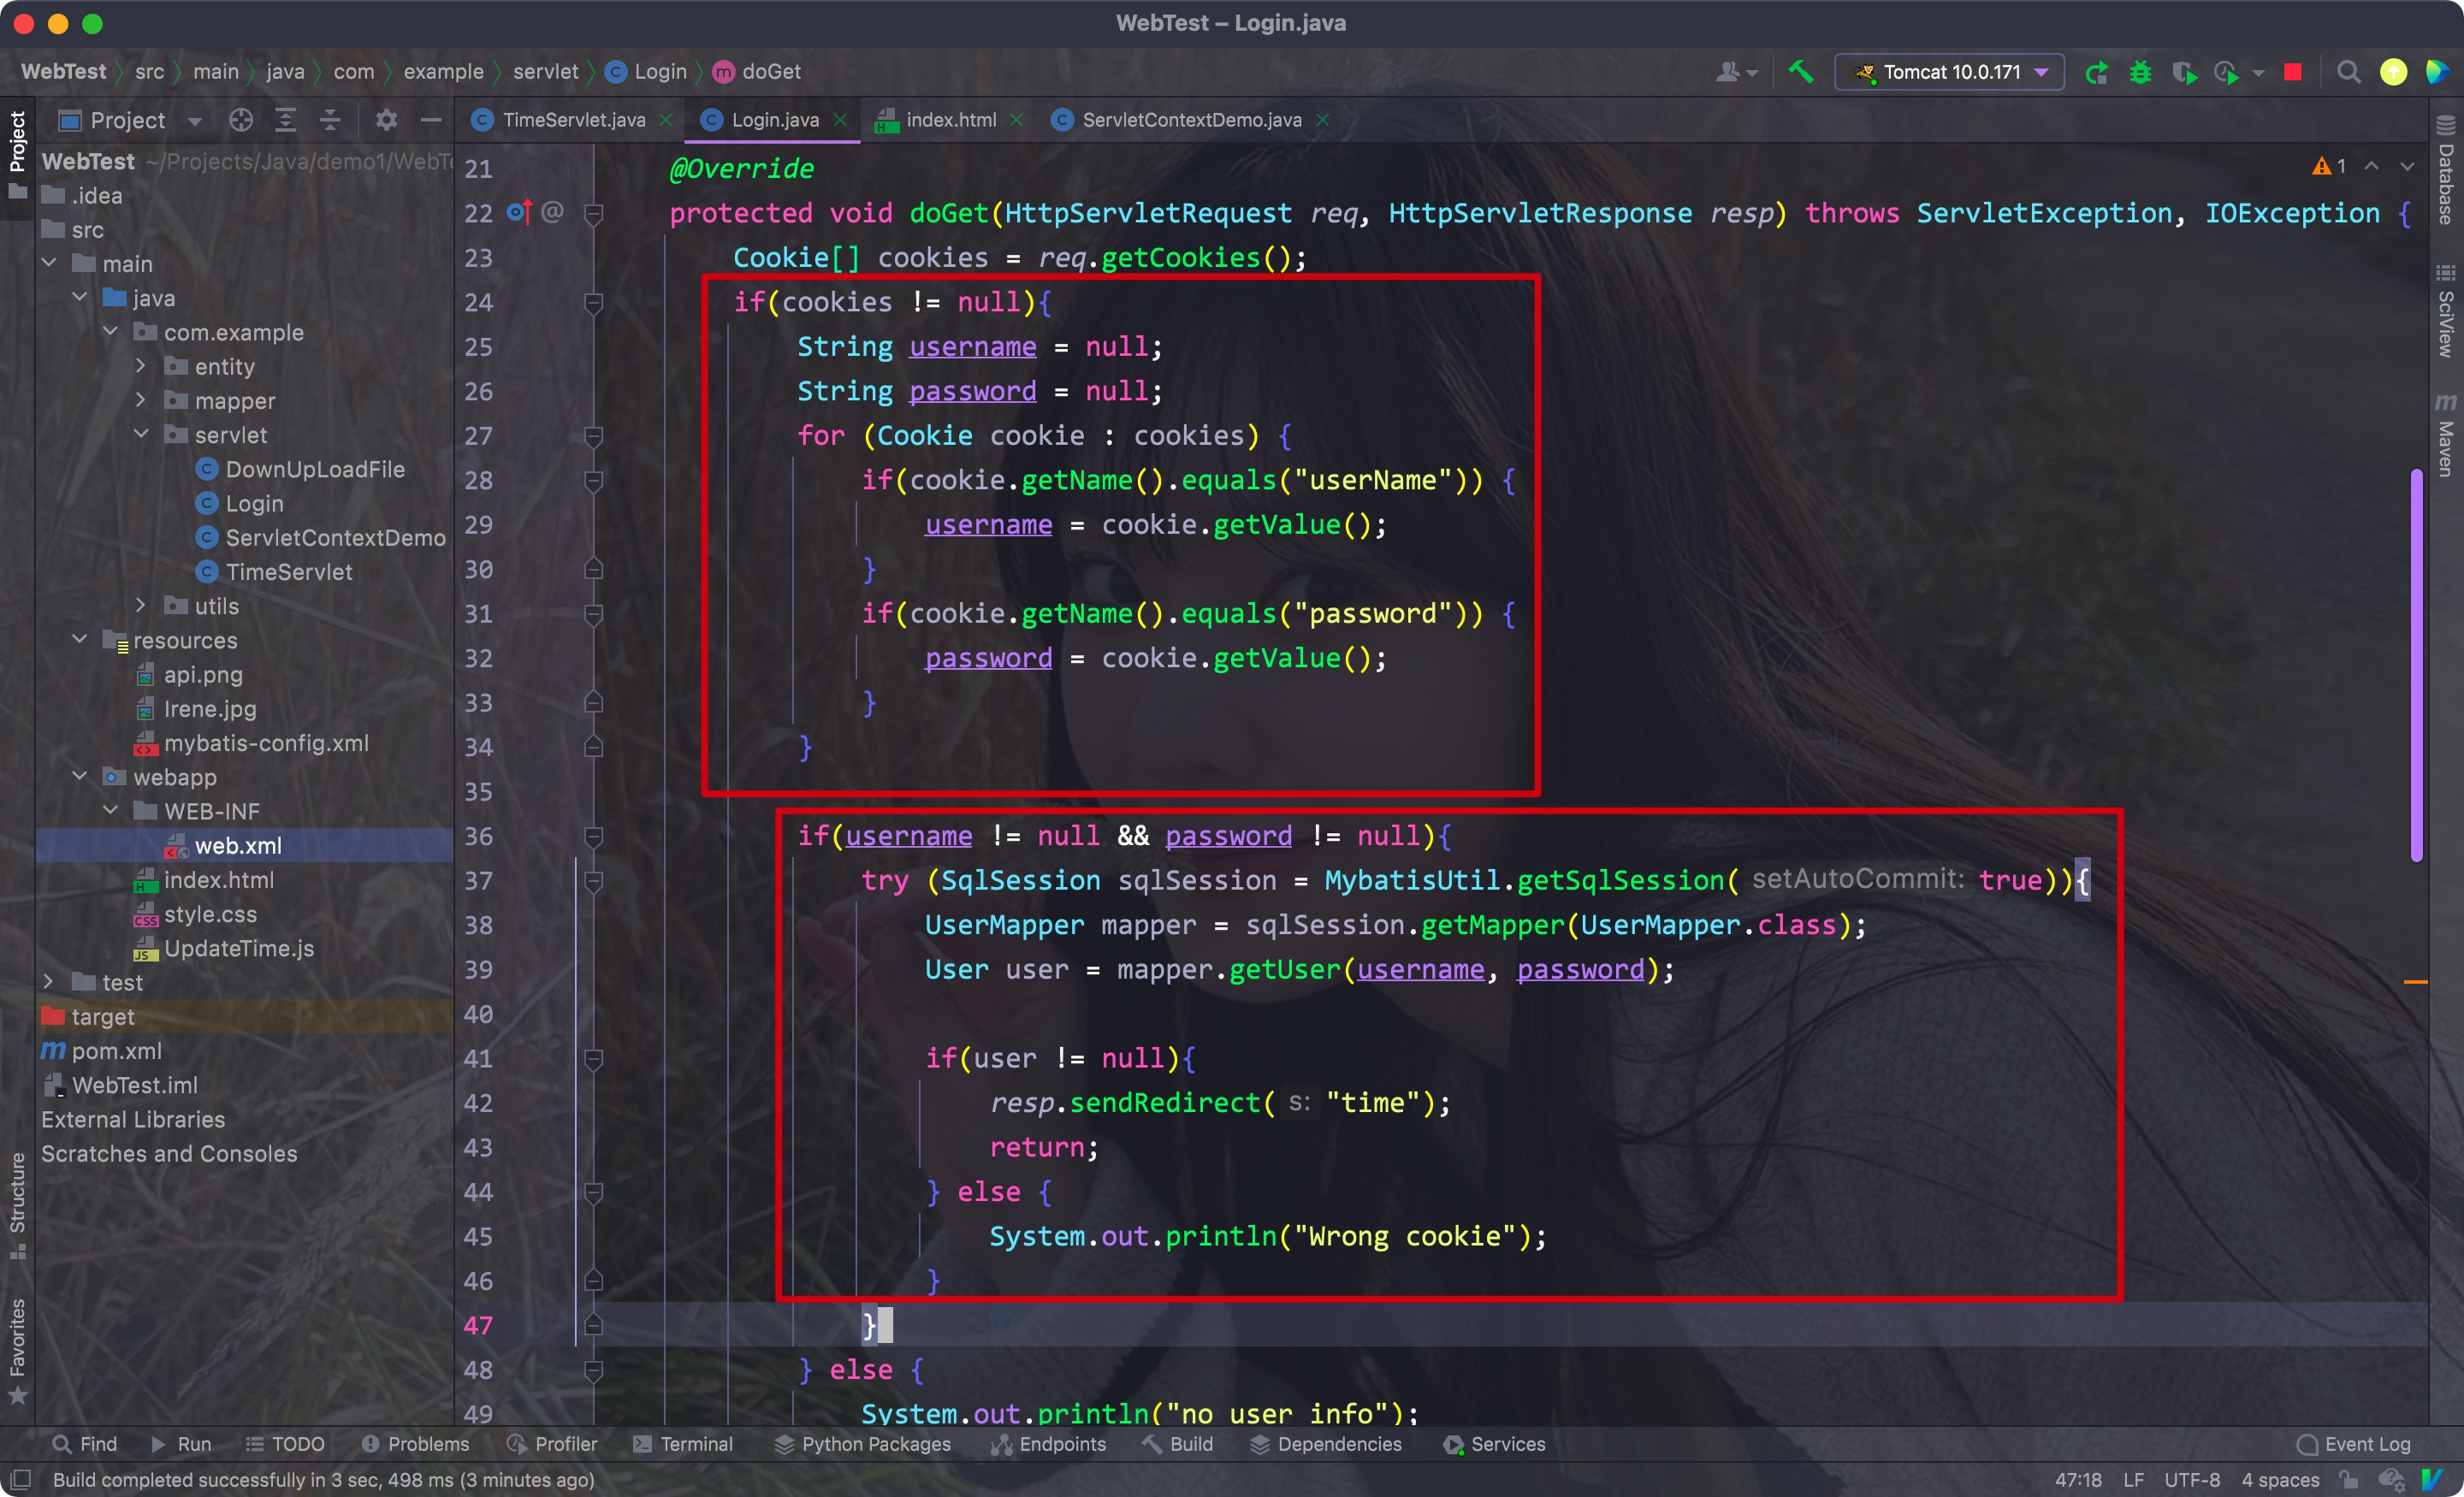 WebTest – Login.java
WebTest src main java com example servlet Login doGet
Tomcat 10.0.171
Project
TimeServlet.java Login.java index.html ServletContextDemo.java
Project
WebTest ~/Projects/Java/demo1/WebTe
.idea
src
main
java
com.example
entity
mapper
servlet
DownUpLoadFile
Login
ServletContextDemo
TimeServlet
utils
resources
api.png
Irene.jpg
mybatis-config.xml
webapp
WEB-INF
web.xml
index.html
style.css
UpdateTime.js
test
target
pom.xml
WebTest.iml
External Libraries
Scratches and Consoles
Structure
Favorites
21 @Override
22 protected void doGet(HttpServletRequest req, HttpServletResponse resp) throws ServletException, IOException {
23 Cookie[] cookies = req.getCookies();
24 if(cookies != null){
25 String username = null;
26 String password = null;
27 for (Cookie cookie : cookies) {
28 if(cookie.getName().equals("userName")) {
29 username = cookie.getValue();
30 }
31 if(cookie.getName().equals("password")) {
32 password = cookie.getValue();
33 }
34 }
35
36 if(username != null && password != null){
37 try (SqlSession sqlSession = MybatisUtil.getSqlSession( setAutoCommit: true)){
38 UserMapper mapper = sqlSession.getMapper(UserMapper.class);
39 User user = mapper.getUser(username, password);
40
41 if(user != null){
42 resp.sendRedirect( s: "time");
43 return;
44 } else {
45 System.out.println("Wrong cookie");
46 }
47 }
48 } else {
49 System.out.println("no user info");
1
Database
SciView
Maven
Find Run TODO Problems Profiler Terminal Python Packages Endpoints Build Dependencies Services Event Log
Build completed successfully in 3 sec, 498 ms (3 minutes ago) 47:18 LF UTF-8 4 spaces